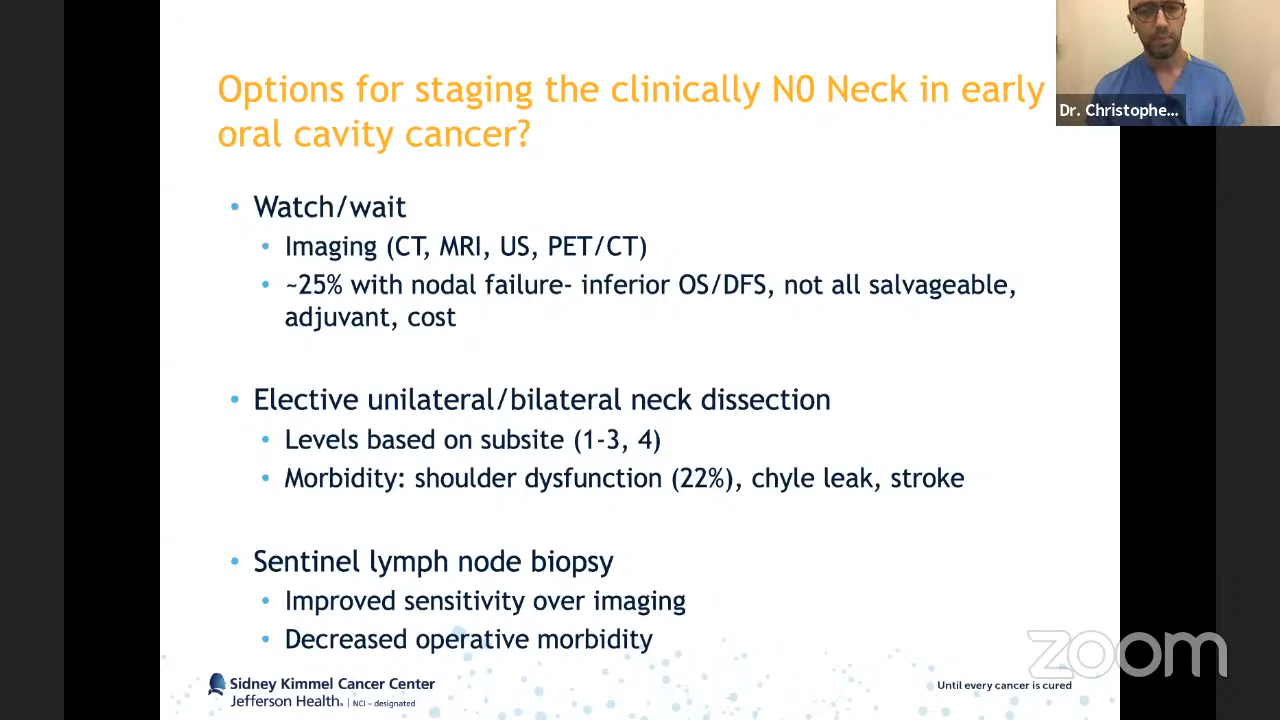 Options for staging the clinically N0 Neck in early
oral cavity cancer?
Dr. Christophe...
• Watch/wait
• Imaging (CT, MRI, US, PET/CT)
• ~25% with nodal failure- inferior OS/DFS, not all salvageable,
adjuvant, cost
• Elective unilateral/bilateral neck dissection
• Levels based on subsite (1-3, 4)
• Morbidity: shoulder dysfunction (22%), chyle leak, stroke
• Sentinel lymph node biopsy
• Improved sensitivity over imaging
• Decreased operative morbidity
zoom
Sidney Kimmel Cancer Center
Jefferson Health. | NCI – designated
Until every cancer is cured